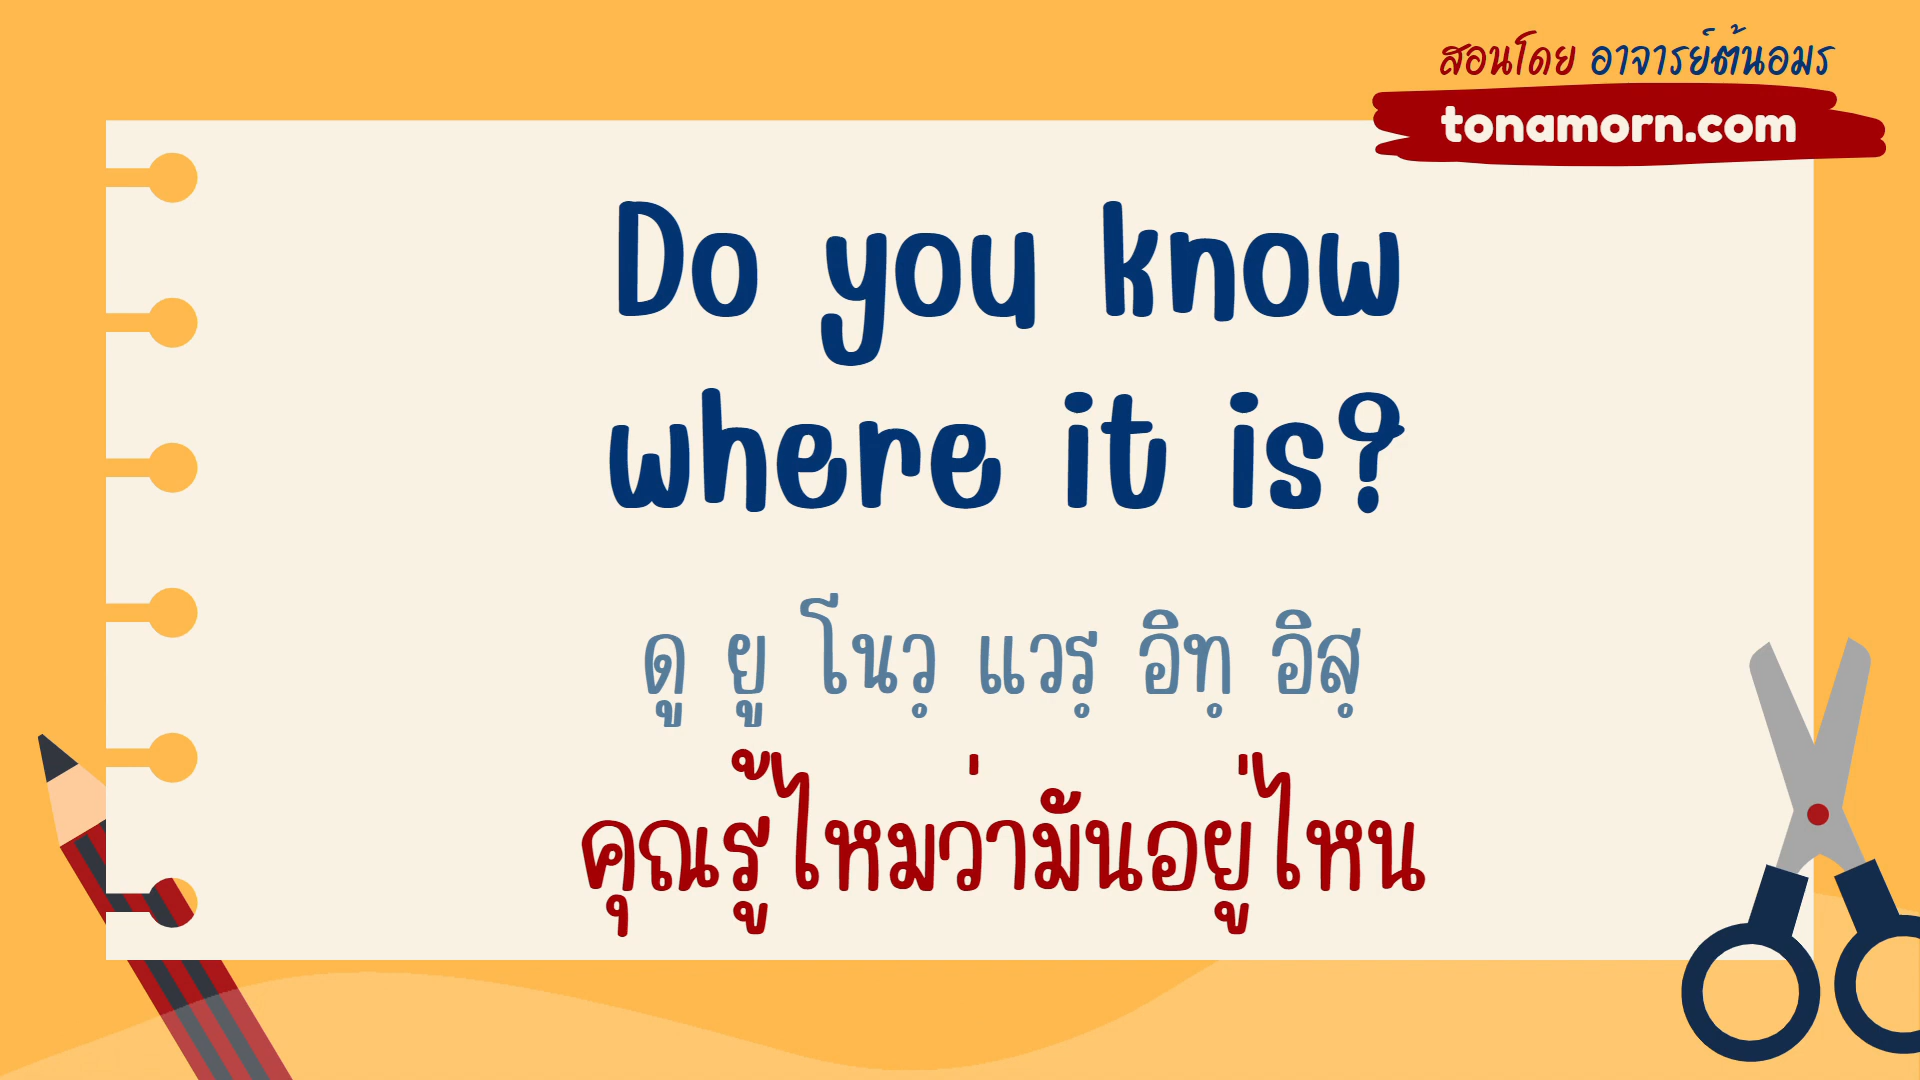 สอนโดย อาจารย์ต้นอมร
tonamorn.com
Do you know
where it is?
ดู ยู โนวฺ แวรฺ อิทฺ อิสฺ
คุณรู้ไหมว่ามันอยู่ไหน